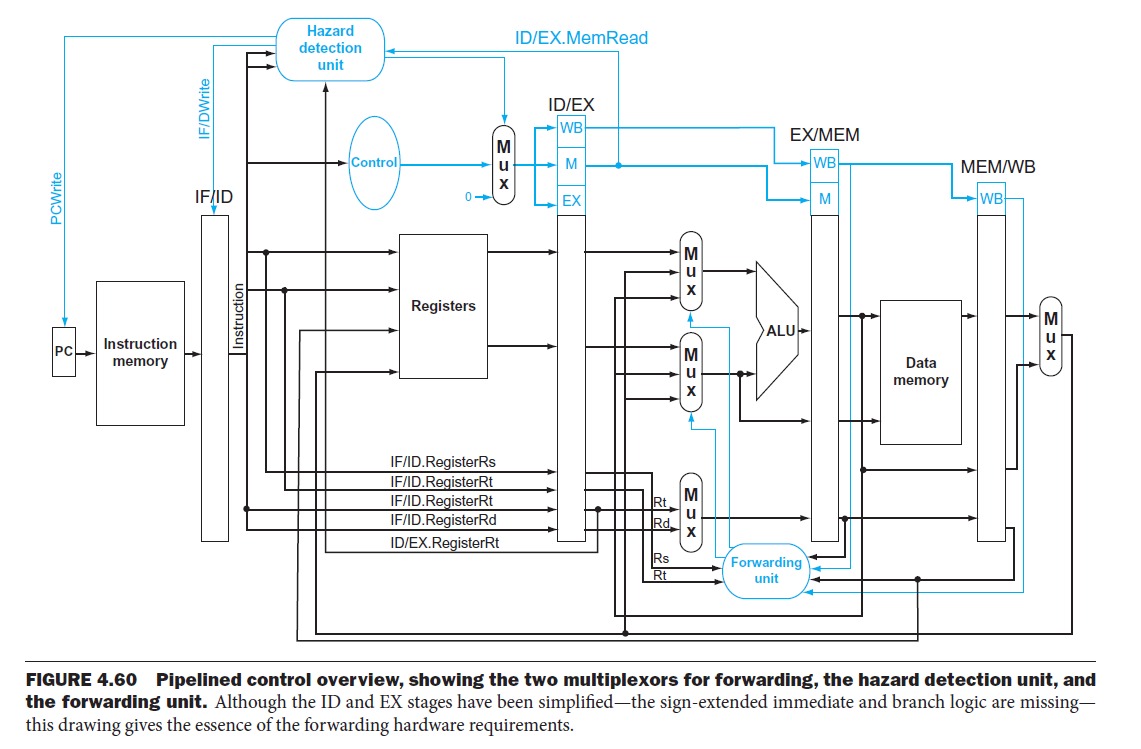 Hazard
detection
unit
ID/EX.MemRead
IF/DWrite
PCWrite
IF/ID
Control
M
u
x
0
ID/EX
WB
M
EX
EX/MEM
WB
M
MEM/WB
WB
PC
Instruction
memory
Instruction
Registers
M
u
x
M
u
x
ALU
Data
memory
M
u
x
IF/ID.RegisterRs
IF/ID.RegisterRt
IF/ID.RegisterRt
IF/ID.RegisterRd
ID/EX.RegisterRt
Rt
Rd
M
u
x
Rs
Rt
Forwarding
unit
FIGURE 4.60 Pipelined control overview, showing the two multiplexors for forwarding, the hazard detection unit, and
the forwarding unit. Although the ID and EX stages have been simplified—the sign-extended immediate and branch logic are missing—
this drawing gives the essence of the forwarding hardware requirements.